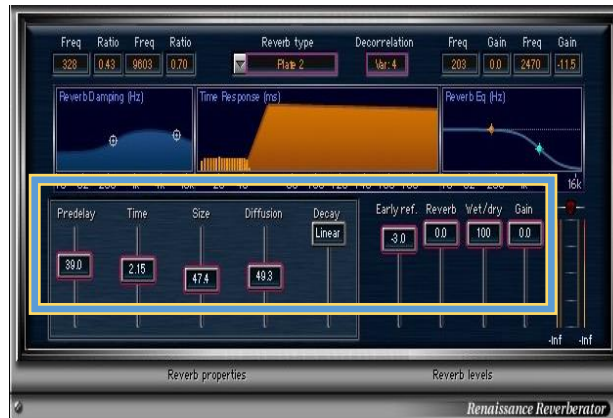 Freq Ratio Freq Ratio Reverb type Decorrelation Freq Gain Freq Gain
328 0.43 9603 0.70 Plate 2 Var: 4 203 0.0 2470 -11.5
Reverb Damping (Hz) Time Response (ms) Reverb Eq (Hz)
16k
Predelay Time Size Diffusion Decay Early ref. Reverb Wet/dry Gain
Linear -3.0 0.0 100 0.0
39.0 2.15 47.4 49.3
-Inf -Inf
Reverb properties Reverb levels
Renaissance Reverberator